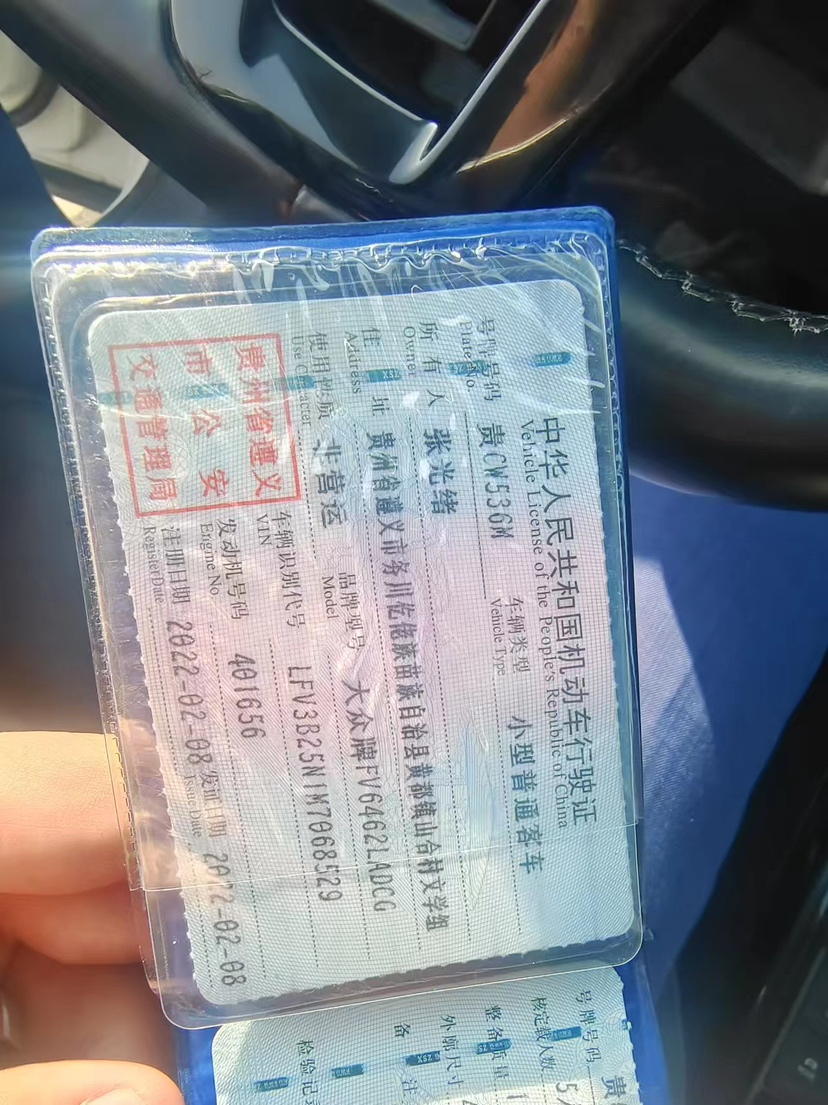 中华人民共和国机动车行驶证
Vehicle License of the People's Republic of China
号牌号码 贵CW536M 车辆类型 小型普通客车
Plate No. Vehicle Type
所有人 张光绪
Owner
住址 贵州省遵义市务川仡佬族苗族自治县黄都镇山台村文学组
Address
使用性质 非营运 品牌型号 大众牌FV6462LADCG
Use Character Model
车辆识别代号 LFV3B25N1M7068529
VIN
发动机号码 401656
Engine No.
注册日期 2022-02-08 发证日期 2022-02-08
Register Date Issue Date
贵州省遵义
市公安
交通管理局
号牌号码 贵
核定载人数 5人
整备质量 1
外廓尺寸
备注
检验记